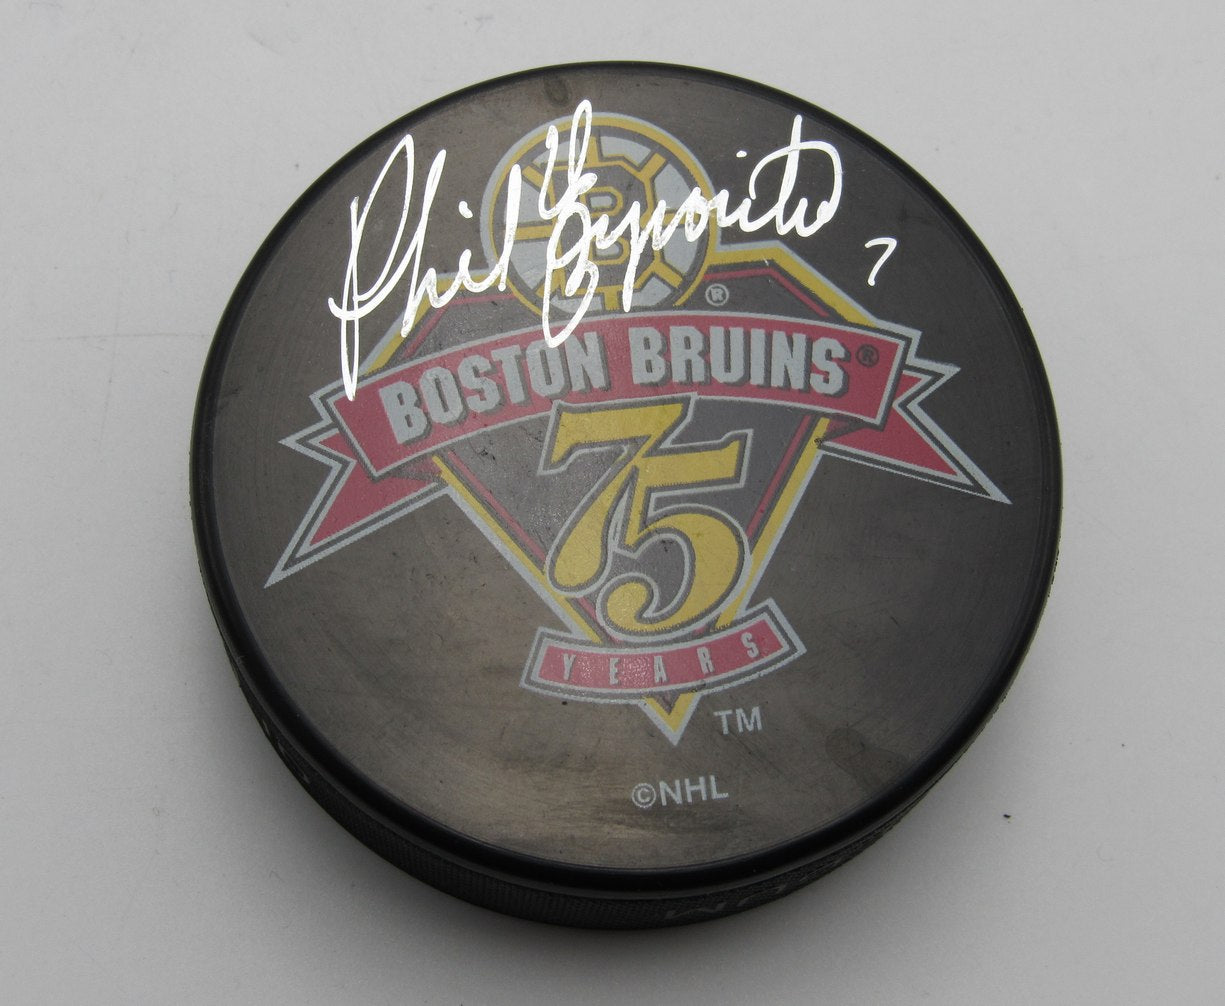 Phil Esposito 7
B
®
BOSTON BRUINS®
75
YEARS
TM
©NHL